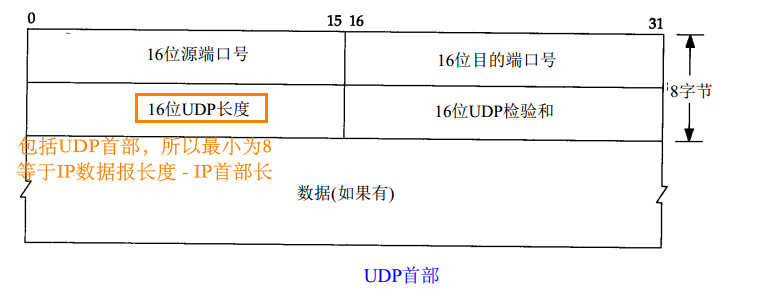 0 15 16 31
16位源端口号 16位目的端口号
8字节
16位UDP长度 16位UDP检验和
包括UDP首部，所以最小为8
等于IP数据报长度 - IP首部长
数据(如果有)
UDP首部